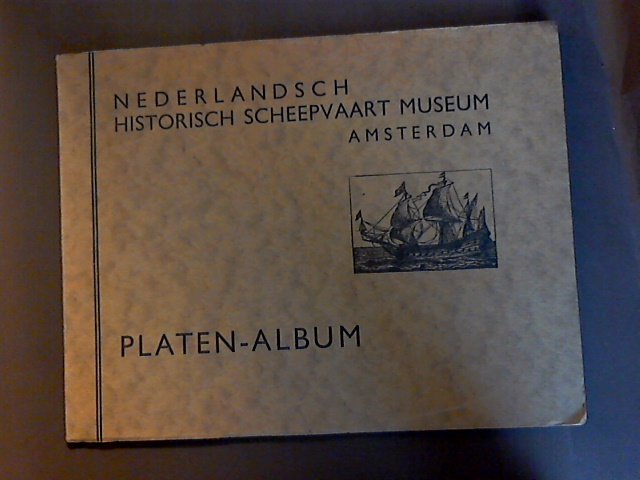 NEDERLANDSCH
HISTORISCH SCHEEPVAART MUSEUM
AMSTERDAM
PLATEN-ALBUM